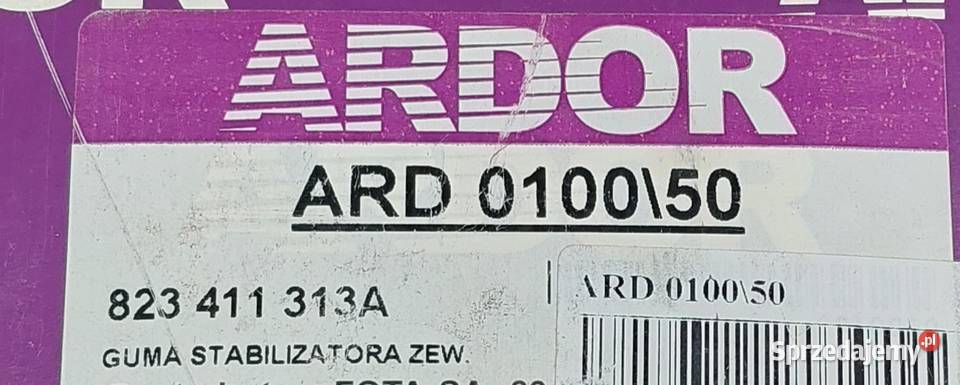 ARDOR
ARD 0100\50
823 411 313A
ARD 0100\50
GUMA STABILIZATORA ZEW.
Sprzedajemy.pl